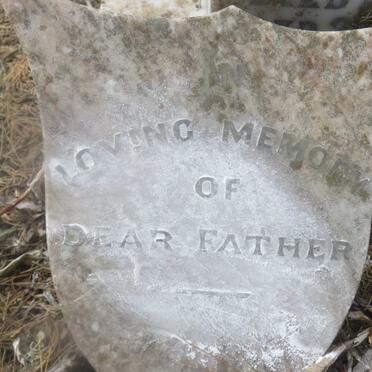 IN
LOVING MEMORY
OF
DEAR FATHER